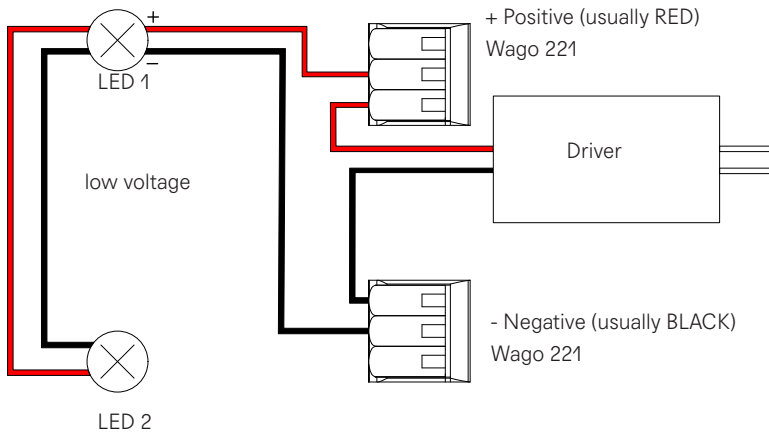 + Positive (usually RED)
Wago 221
+
–
LED 1
Driver
low voltage
- Negative (usually BLACK)
Wago 221
LED 2